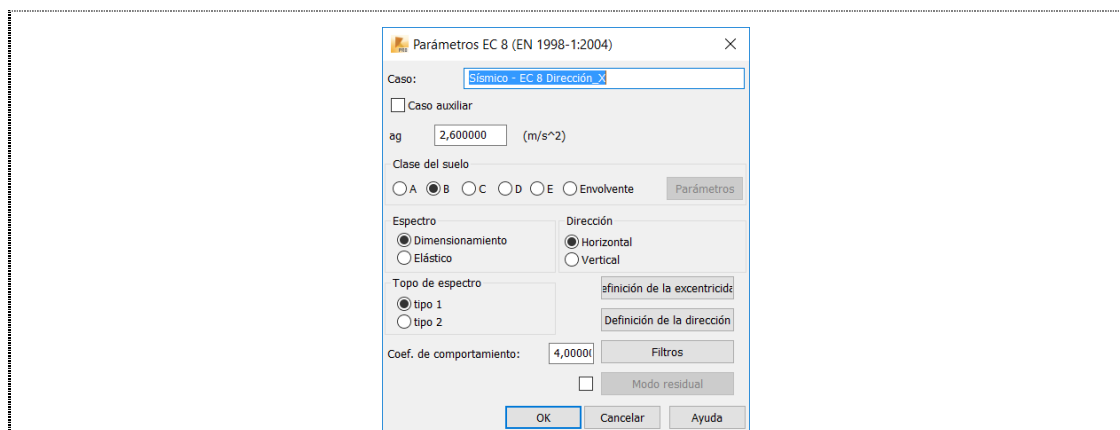 Parámetros EC 8 (EN 1998-1:2004)
Caso: Sísmico - EC 8 Dirección_X
Caso auxiliar
ag 2,600000 (m/s^2)
Clase del suelo
A B C D E Envolvente Parámetros
Espectro Dirección
Dimensionamiento Horizontal
Elástico Vertical
Topo de espectro efinición de la excentricida
tipo 1
tipo 2 Definición de la dirección
Coef. de comportamiento: 4,0000( Filtros
Modo residual
OK Cancelar Ayuda